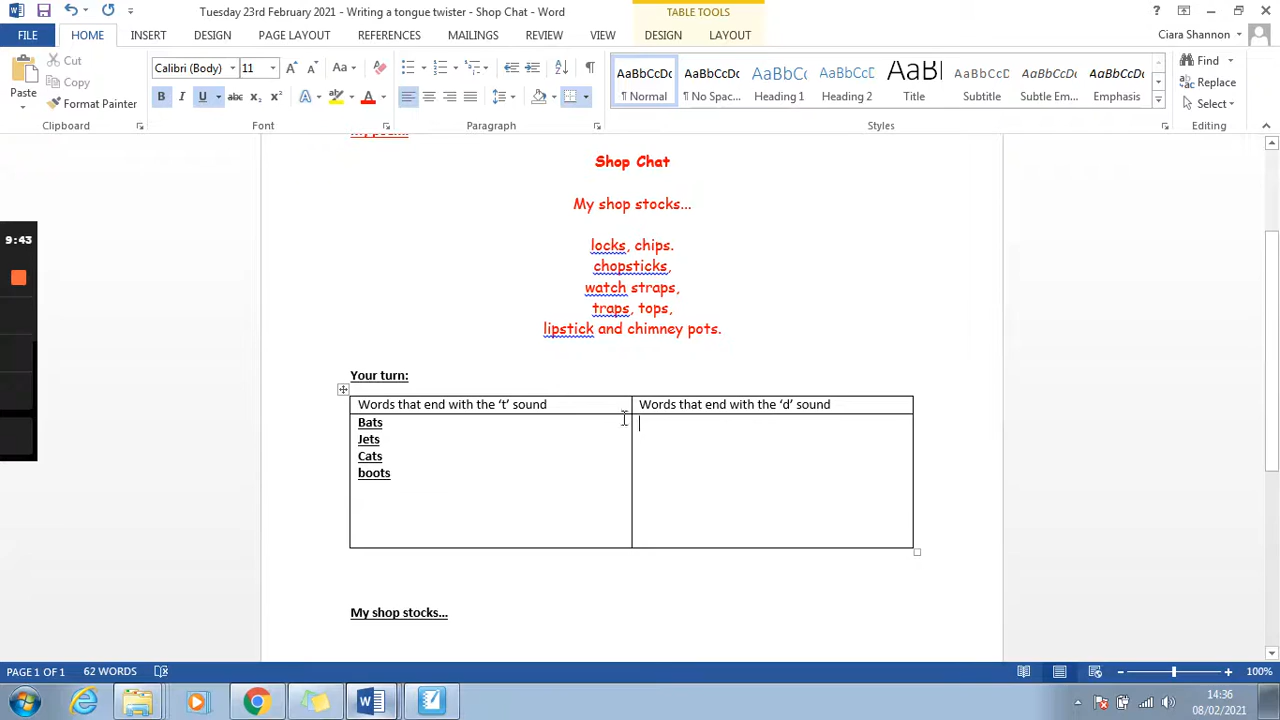 Tuesday 23rd February 2021 - Writing a tongue twister - Shop Chat - Word
TABLE TOOLS
FILE HOME INSERT DESIGN PAGE LAYOUT REFERENCES MAILINGS REVIEW VIEW DESIGN LAYOUT
Ciara Shannon
Cut
Copy
Format Painter
Paste
Calibri (Body) 11
AaBbCcDc AaBbCcDc AaBbCc AaBbCcC AaBl AaBbCcD AaBbCcDc AaBbCcDc
¶ Normal ¶ No Spac... Heading 1 Heading 2 Title Subtitle Subtle Em... Emphasis
Find
Replace
Select
Clipboard Font Paragraph Styles Editing
9:43
Shop Chat
My shop stocks...
locks, chips.
chopsticks,
watch straps,
traps, tops,
lipstick and chimney pots.
Your turn:
Words that end with the ‘t’ sound
Words that end with the ‘d’ sound
Bats
Jets
Cats
boots
My shop stocks...
PAGE 1 OF 1 62 WORDS
100%
14:36
08/02/2021